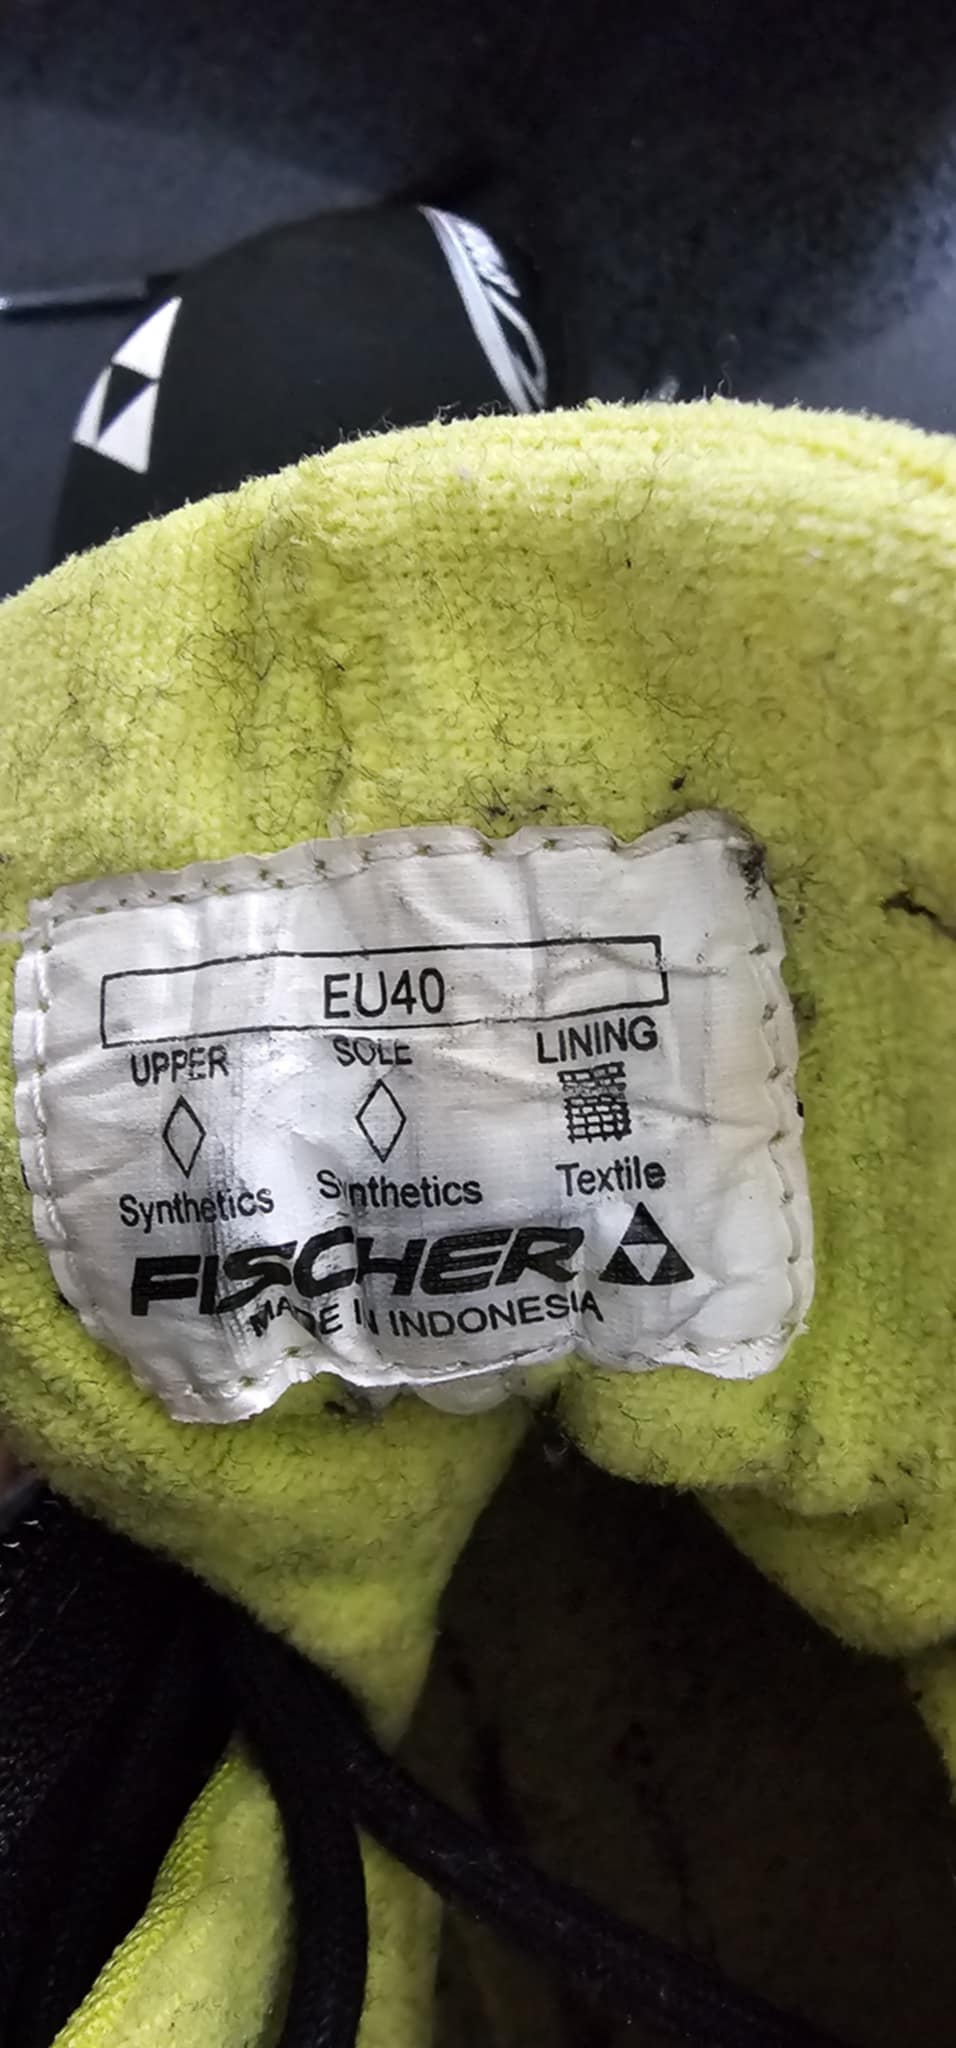 EU40
UPPER SOLE LINING
Synthetics Synthetics Textile
FISCHER
MADE IN INDONESIA